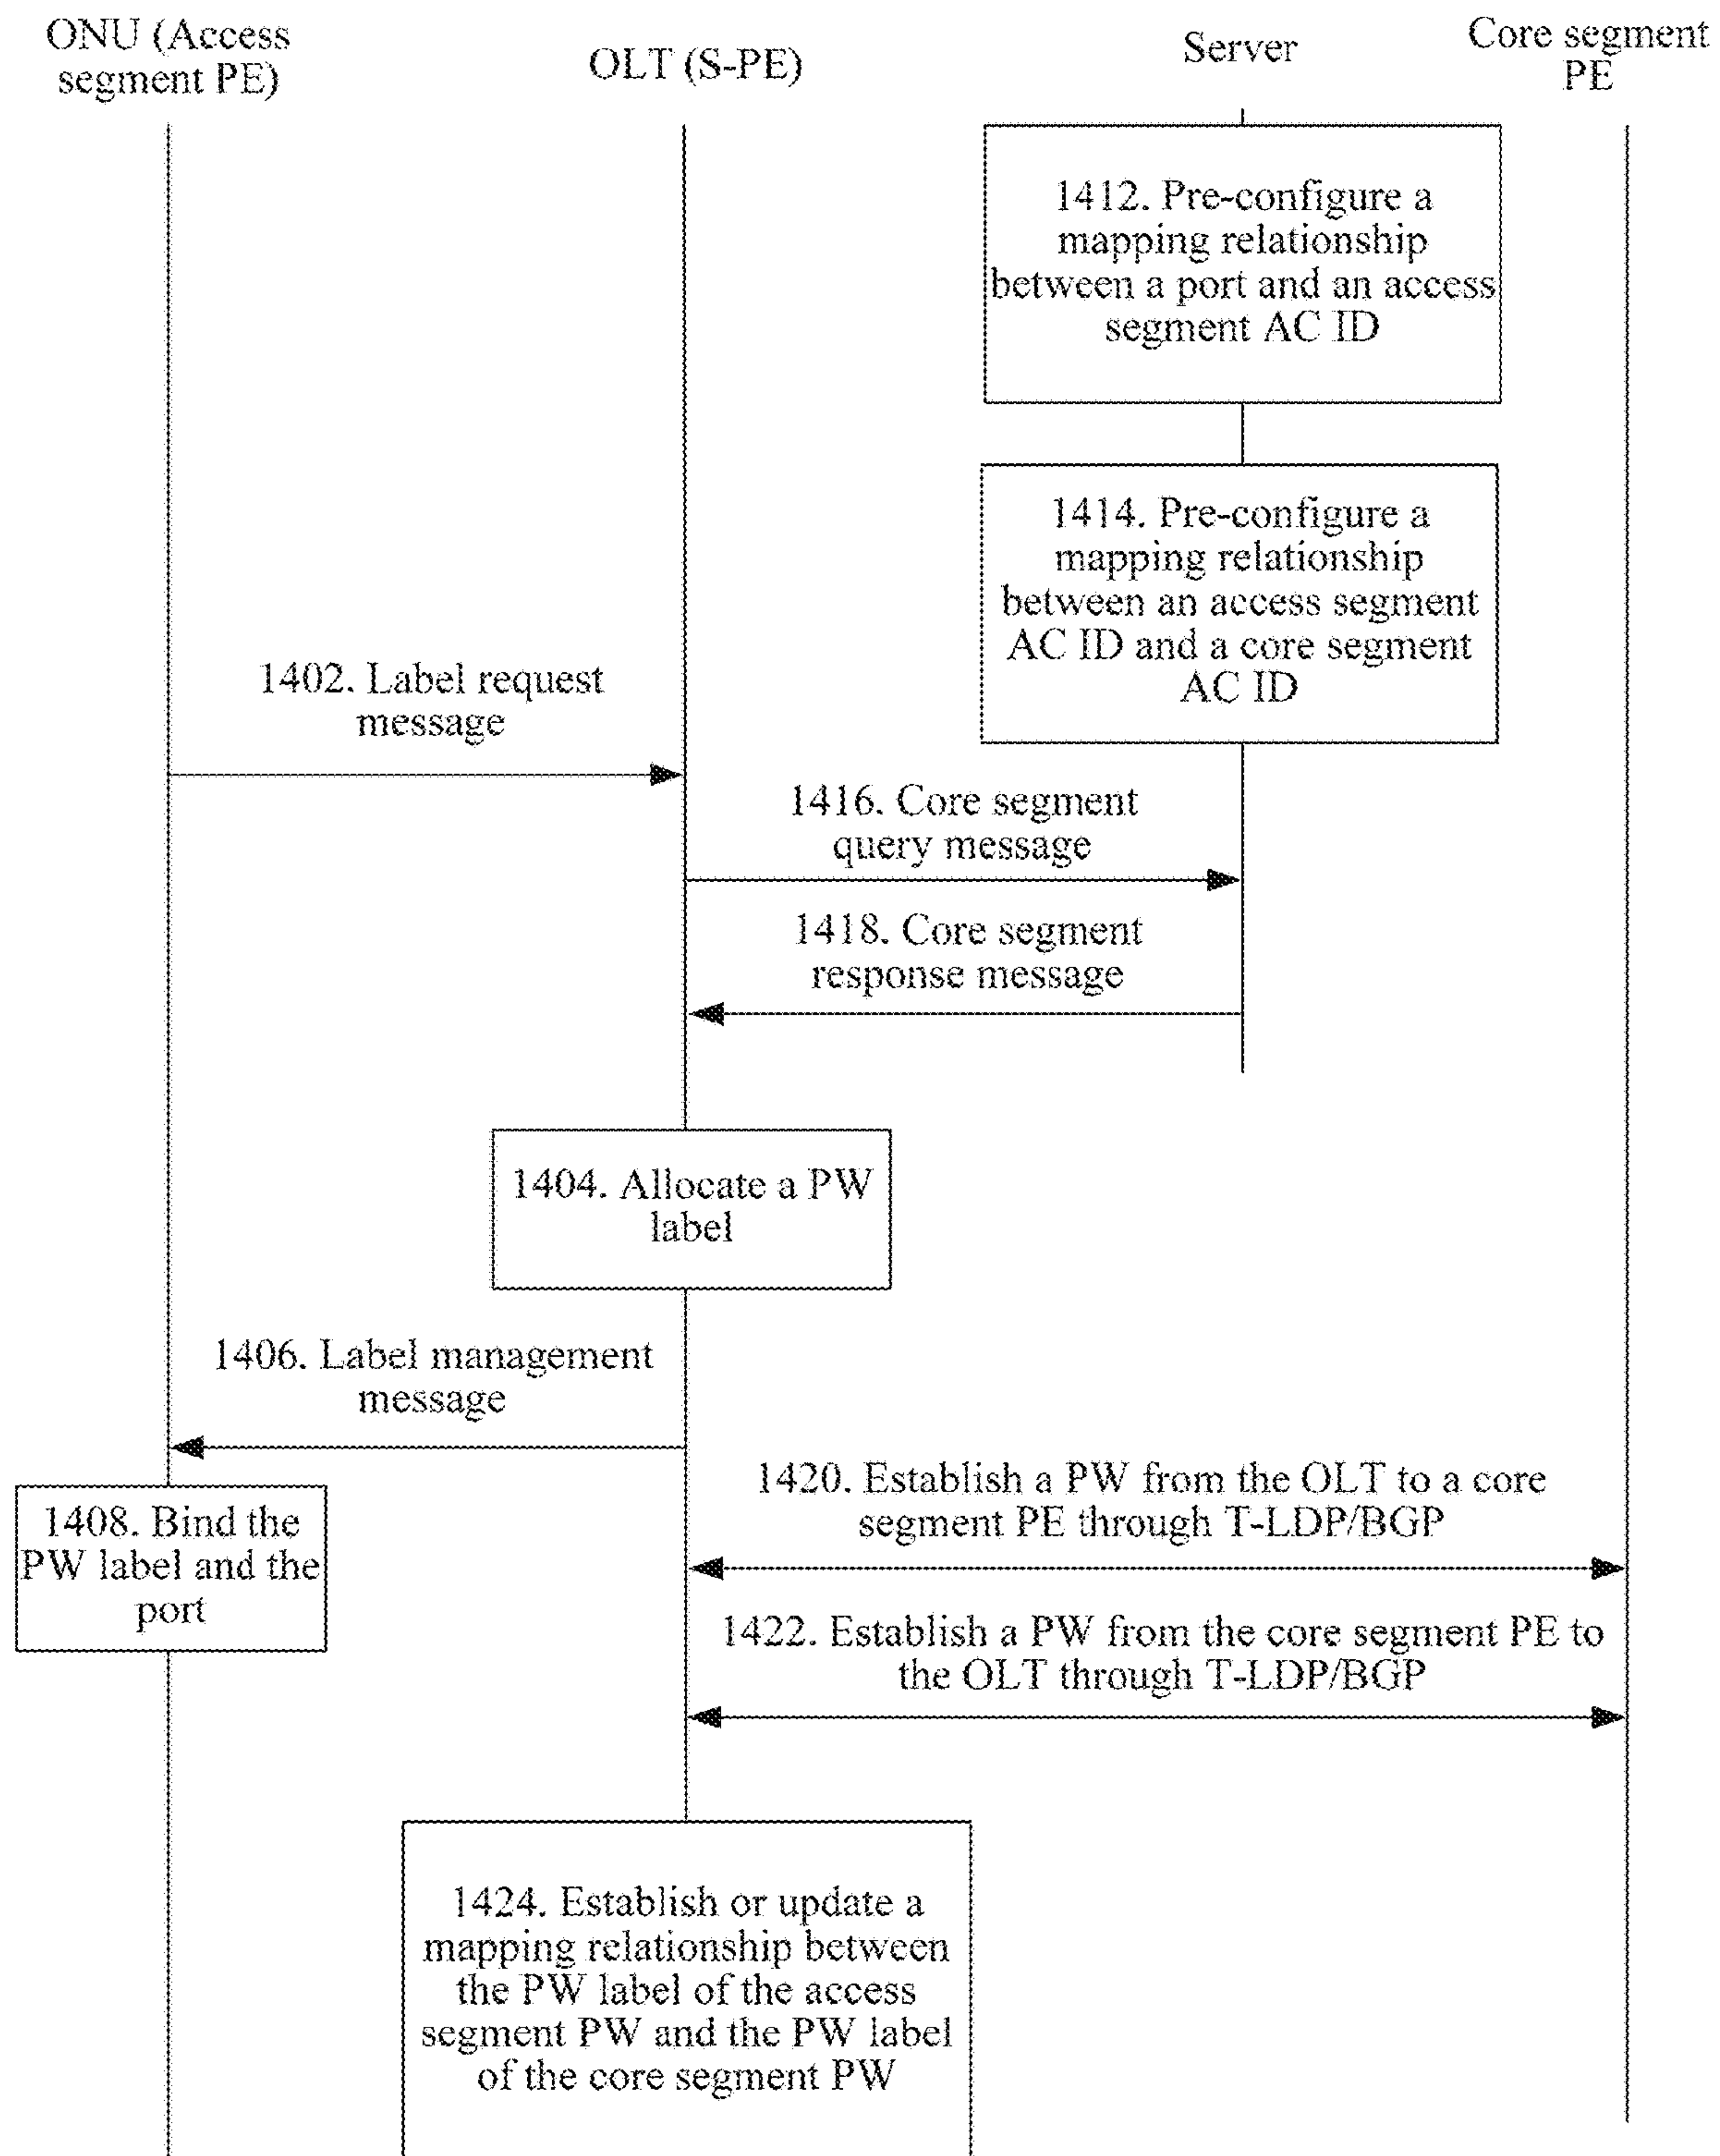 ONU (Access
segment PE)
OLT (S-PE)
Server
Core segment
PE
1412. Pre-configure a
mapping relationship
between a port and an access
segment AC ID
1414. Pre-configure a
mapping relationship
between an access segment
AC ID and a core segment
AC ID
1402. Label request
message
1416. Core segment
query message
1418. Core segment
response message
1404. Allocate a PW
label
1406. Label management
message
1408. Bind the
PW label and the
port
1420. Establish a PW from the OLT to a core
segment PE through T-LDP/BGP
1422. Establish a PW from the core segment PE to
the OLT through T-LDP/BGP
1424. Establish or update a
mapping relationship between
the PW label of the access
segment PW and the PW label
of the core segment PW